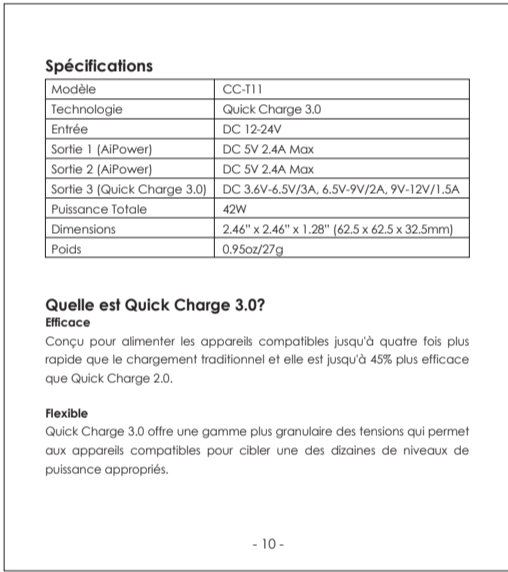 Spécifications
Modèle CC-T11
Technologie Quick Charge 3.0
Entrée DC 12-24V
Sortie 1 (AiPower) DC 5V 2.4A Max
Sortie 2 (AiPower) DC 5V 2.4A Max
Sortie 3 (Quick Charge 3.0) DC 3.6V-6.5V/3A, 6.5V-9V/2A, 9V-12V/1.5A
Puissance Totale 42W
Dimensions 2.46" x 2.46" x 1.28" (62.5 x 62.5 x 32.5mm)
Poids 0.95oz/27g
Quelle est Quick Charge 3.0?
Efficace
Conçu pour alimenter les appareils compatibles jusqu'à quatre fois plus
rapide que le chargement traditionnel et elle est jusqu'à 45% plus efficace
que Quick Charge 2.0.
Flexible
Quick Charge 3.0 offre une gamme plus granulaire des tensions qui permet
aux appareils compatibles pour cibler une des dizaines de niveaux de
puissance appropriés.
- 10 -